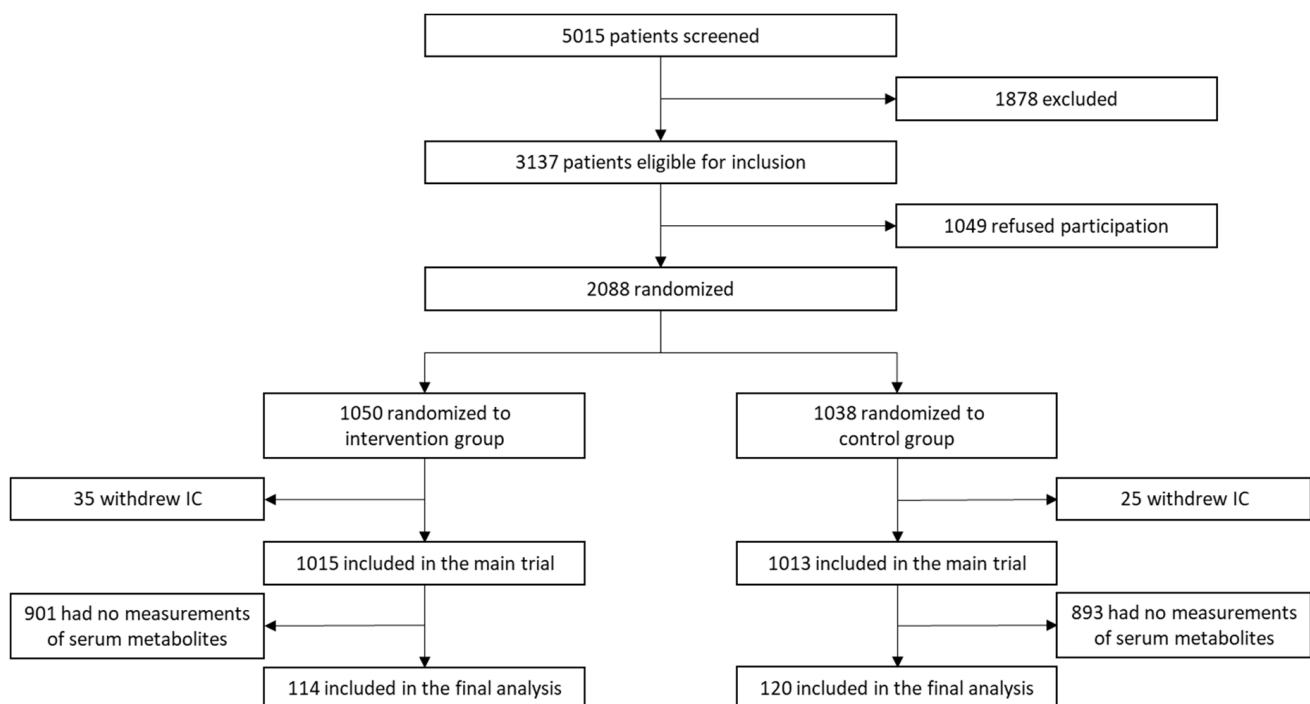 5015 patients screened
1878 excluded
3137 patients eligible for inclusion
1049 refused participation
2088 randomized
1050 randomized to
intervention group
1038 randomized to
control group
35 withdrew IC
25 withdrew IC
1015 included in the main trial
1013 included in the main trial
901 had no measurements
of serum metabolites
893 had no measurements
of serum metabolites
114 included in the final analysis
120 included in the final analysis